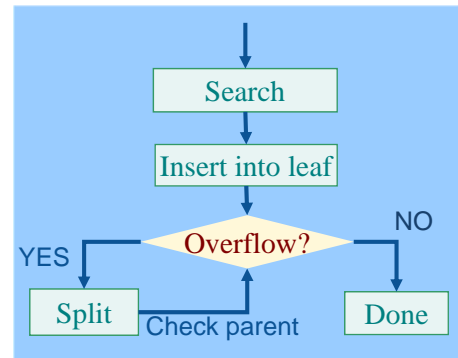 Search
Insert into leaf
Overflow?
YES
NO
Split
Check parent
Done